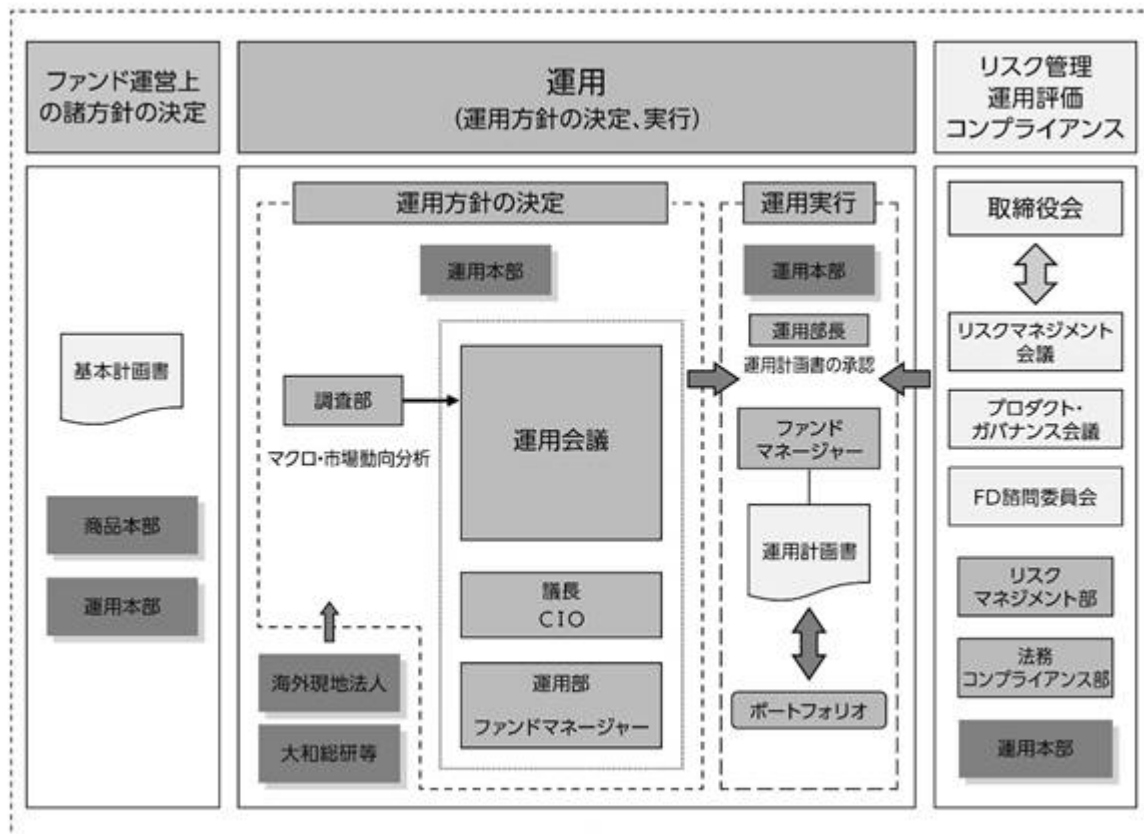 ファンド運営上
の諸方針の決定
運用
(運用方針の決定、実行)
リスク管理
運用評価
コンプライアンス
基本計画書
商品本部
運用本部
運用方針の決定
運用本部
調査部
マクロ・市場動向分析
運用会議
議長
CIO
運用部
ファンドマネージャー
海外現地法人
大和総研等
運用実行
運用本部
運用部長
運用計画書の承認
ファンド
マネージャー
運用計画書
ポートフォリオ
取締役会
リスクマネジメント
会議
プロダクト・
ガバナンス会議
FD諮問委員会
リスク
マネジメント部
法務
コンプライアンス部
運用本部